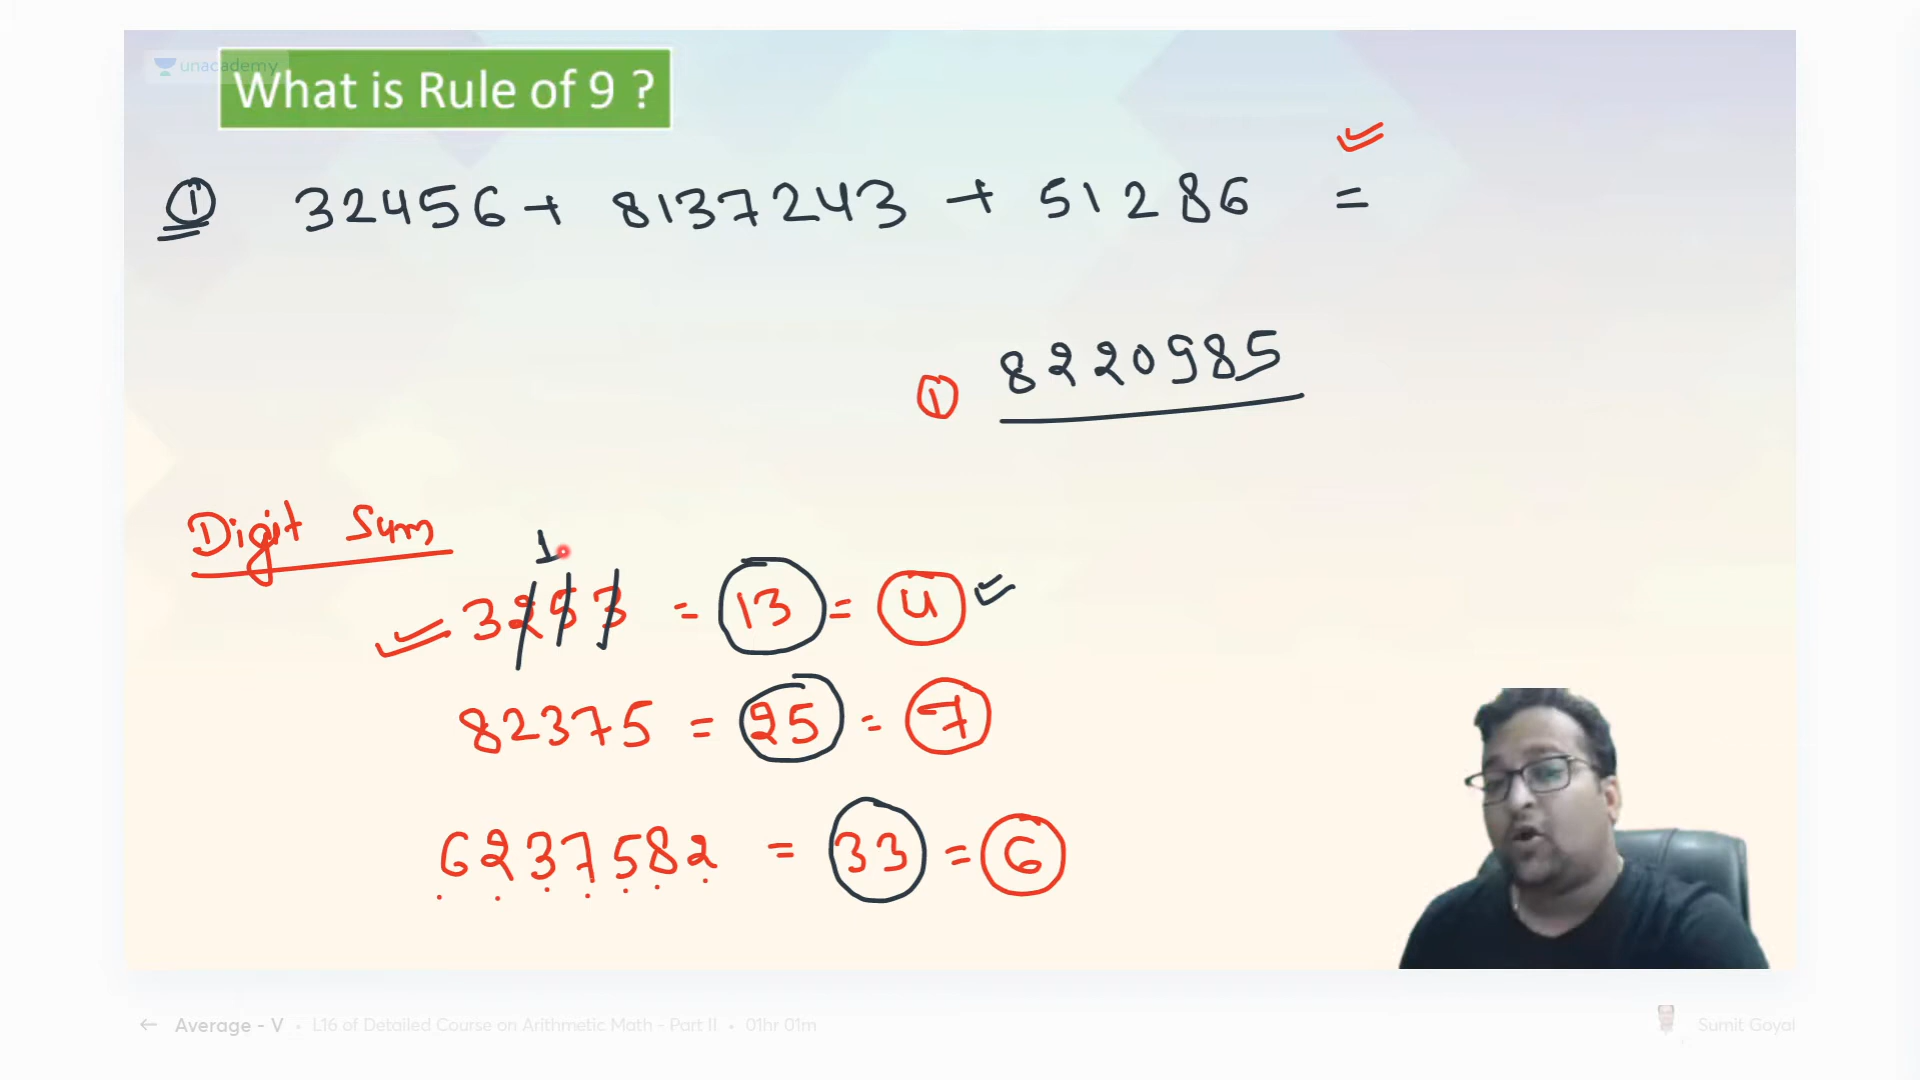 unacademy
What is Rule of 9 ?
1 32456 + 8137243 + 51286 =
1 8220985
Digit Sum
1
3253 = 13 = 4
82375 = 25 = 7
6237582 = 33 = 6
← Average - V • L16 of Detailed Course on Arithmetic Math - Part II • 01hr 01m
Sumit Goyal